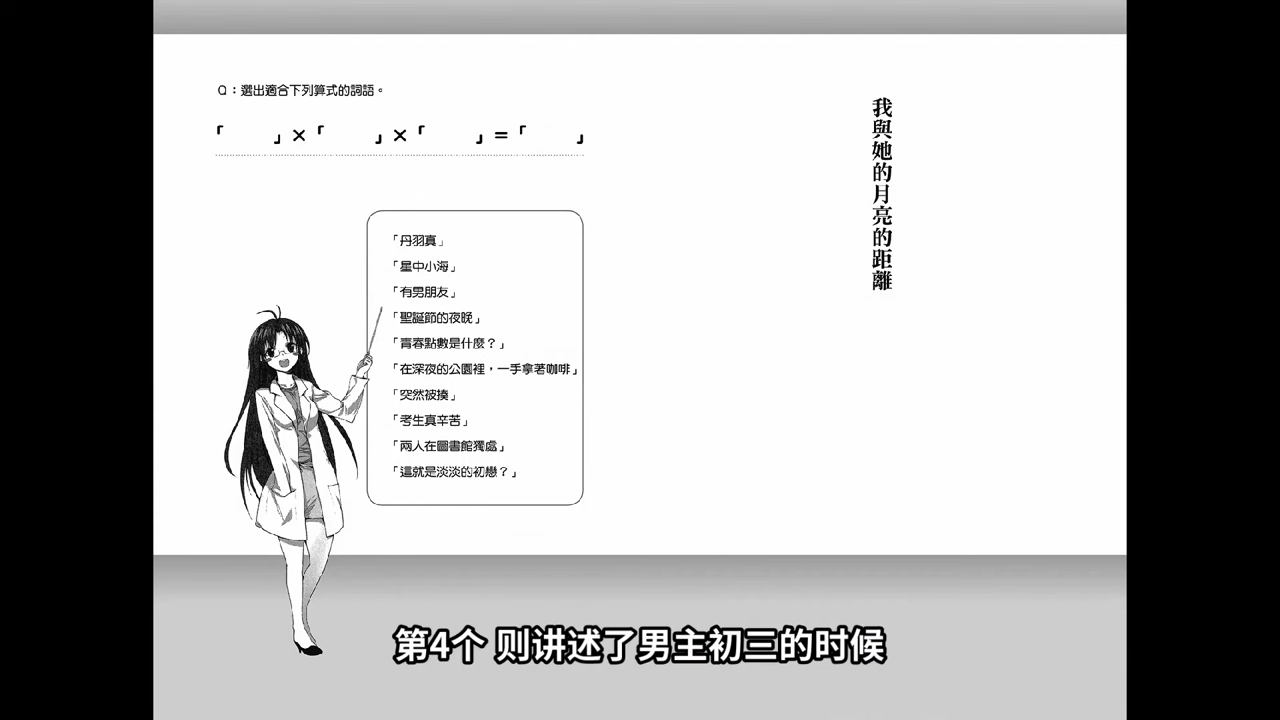 Q：選出適合下列算式的詞語。
「　　」×「　　」×「　　」＝「　　」
「丹羽真」
「星中小海」
「有男朋友」
「聖誕節的夜晚」
「青春點數是什麼？」
「在深夜的公園裡，一手拿著咖啡」
「突然被揍」
「考生真辛苦」
「兩人在圖書館獨處」
「這就是淡淡的初戀？」
我與她的月亮的距離
第4个 则讲述了男主初三的时候